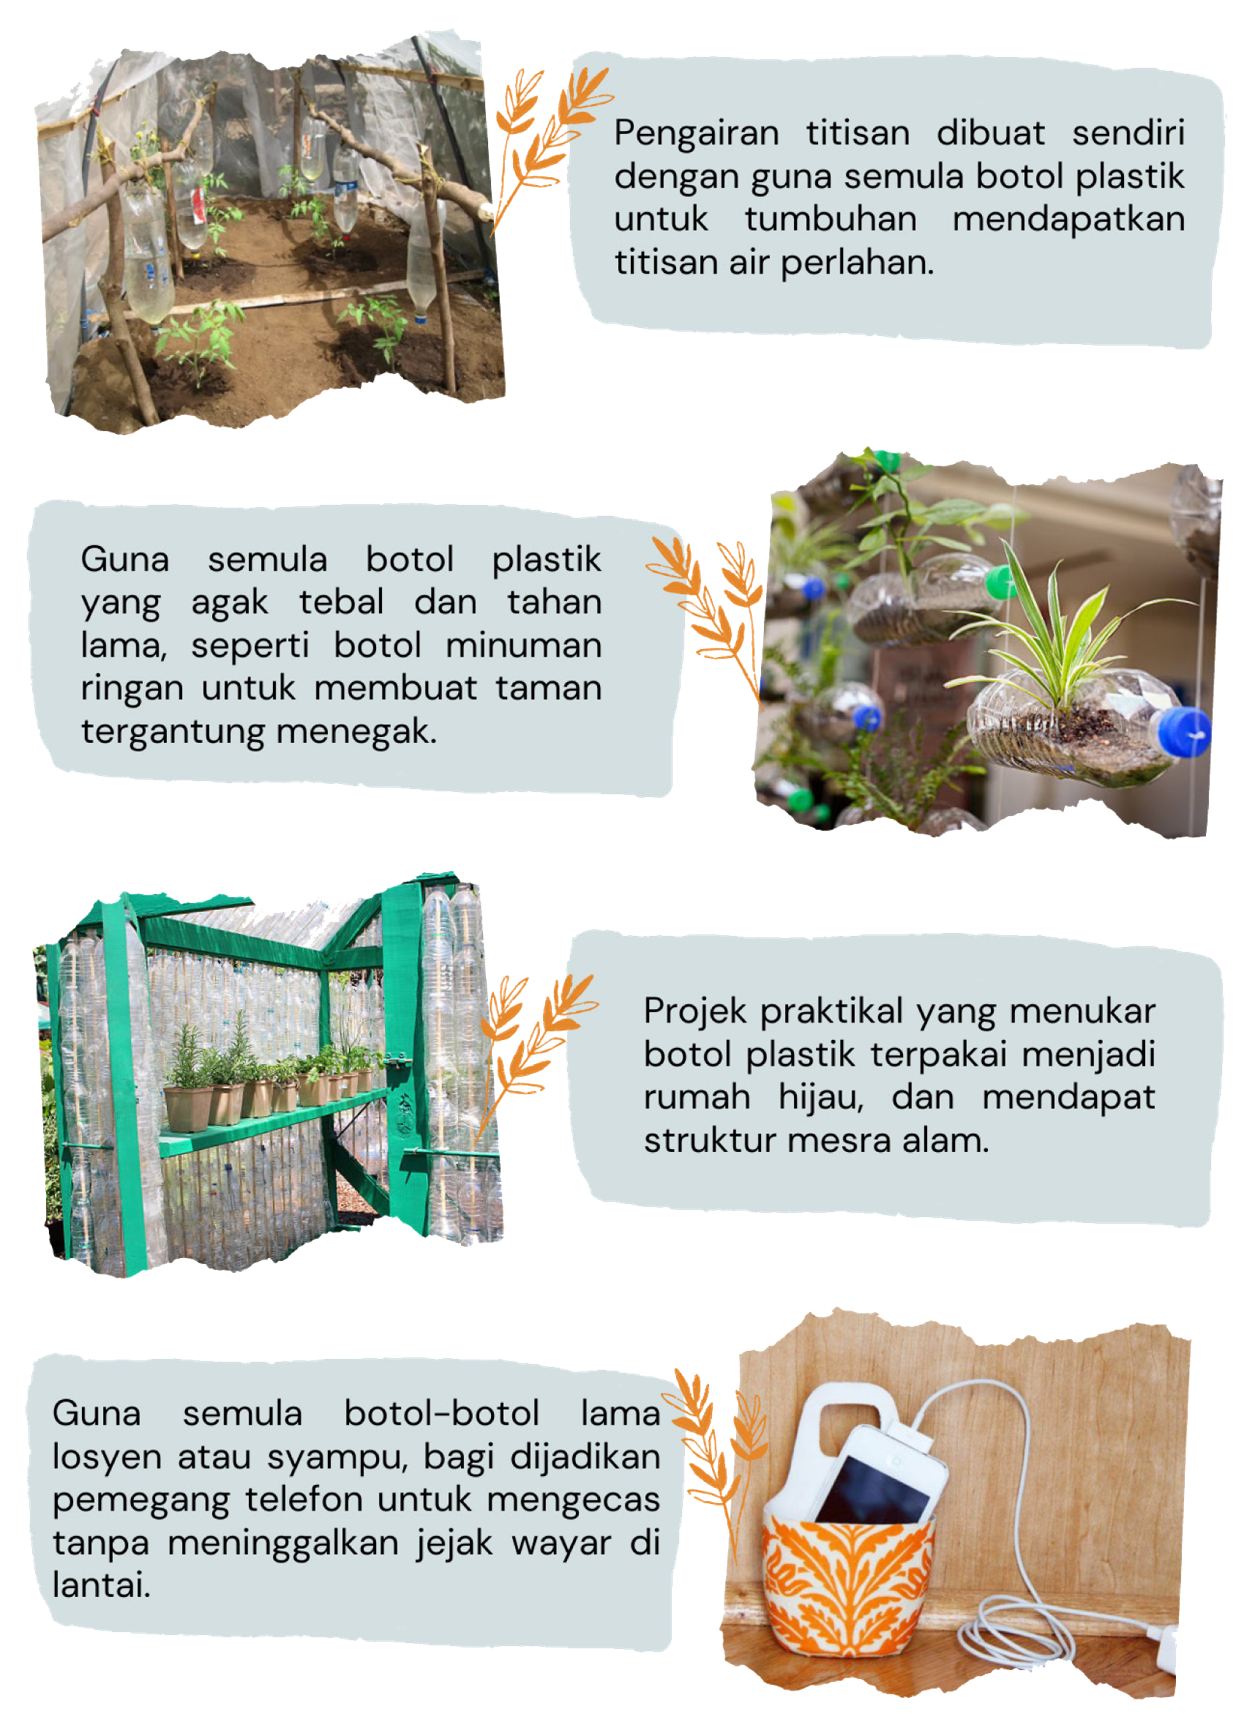 Pengairan titisan dibuat sendiri
dengan guna semula botol plastik
untuk tumbuhan mendapatkan
titisan air perlahan.
Guna semula botol plastik
yang agak tebal dan tahan
lama, seperti botol minuman
ringan untuk membuat taman
tergantung menegak.
Projek praktikal yang menukar
botol plastik terpakai menjadi
rumah hijau, dan mendapat
struktur mesra alam.
Guna semula botol-botol lama
losyen atau syampu, bagi dijadikan
pemegang telefon untuk mengecas
tanpa meninggalkan jejak wayar di
lantai.